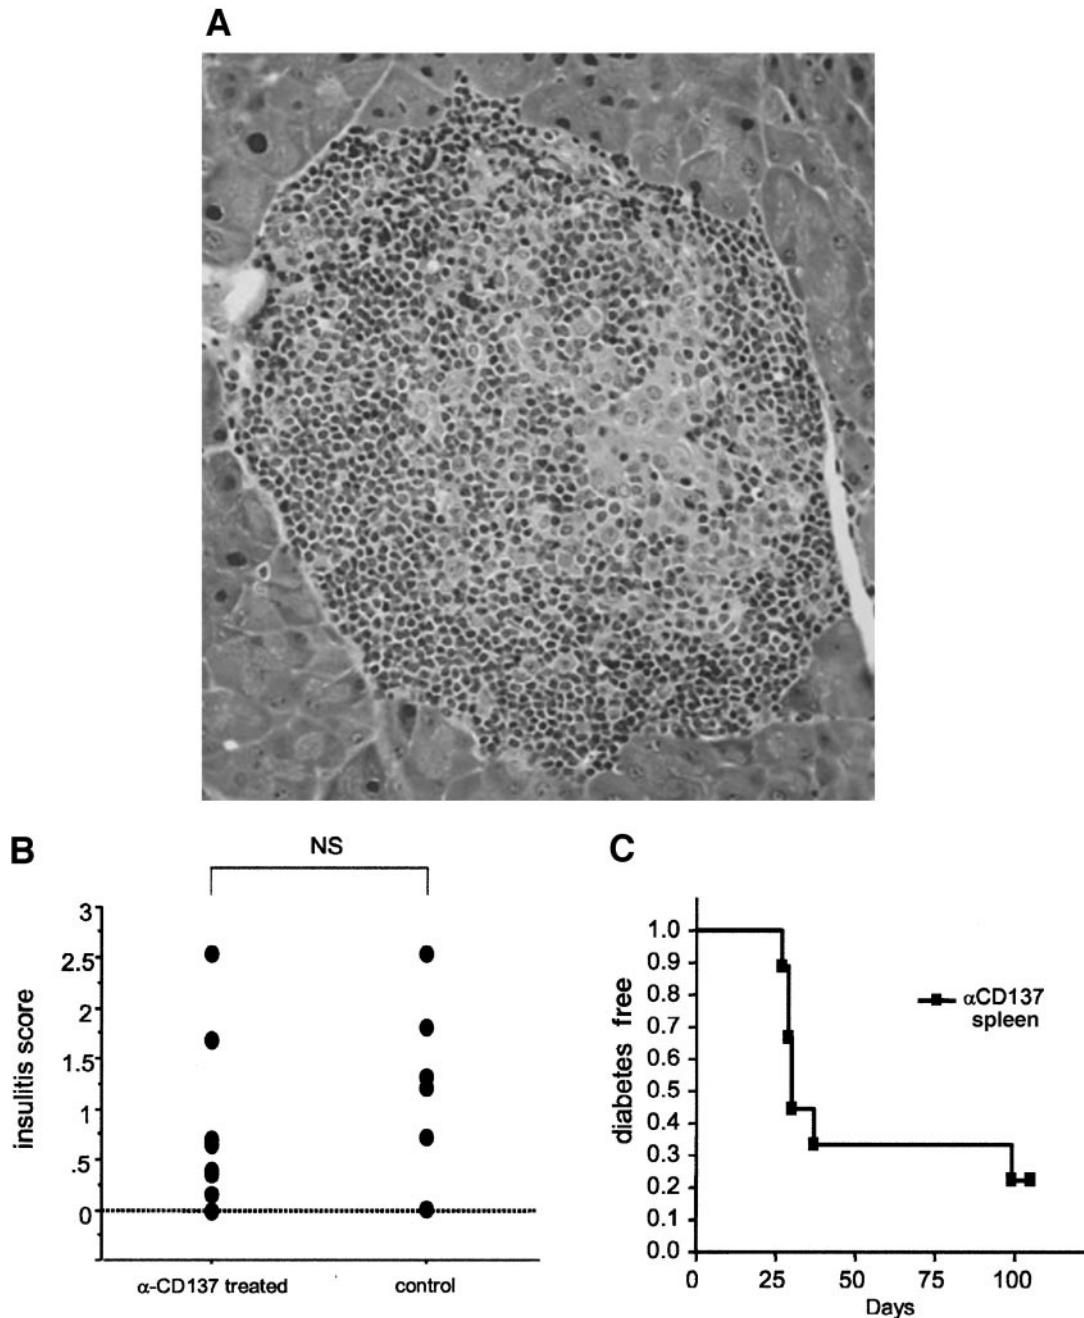 A
B
NS
3
2.5
2
1.5
1
.5
0
insulitis score
α-CD137 treated
control
C
1.0
0.9
0.8
0.7
0.6
0.5
0.4
0.3
0.2
0.1
0.0
diabetes free
αCD137
spleen
0
25
50
75
100
Days